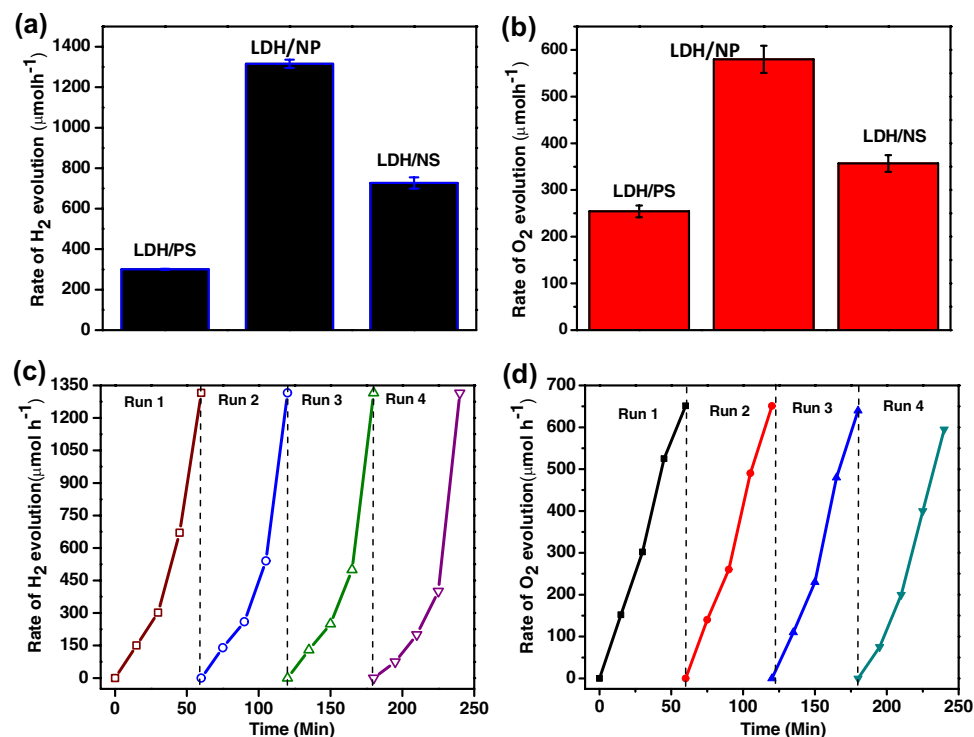 (a)
Rate of H2 evolution (μmolh-1)
1400
1200
1000
800
600
400
200
0
LDH/PS
LDH/NP
LDH/NS
(b)
Rate of O2 evolution (μmolh-1)
600
500
400
300
200
100
0
LDH/PS
LDH/NP
LDH/NS
(c)
Rate of H2 evolution(μmol h-1)
1350
1200
1050
900
750
600
450
300
150
0
Run 1
Run 2
Run 3
Run 4
0
50
100
150
200
250
Time (Min)
(d)
Rate of O2 evolution(μmol h-1)
700
600
500
400
300
200
100
0
Run 1
Run 2
Run 3
Run 4
0
50
100
150
200
250
Time (Min)